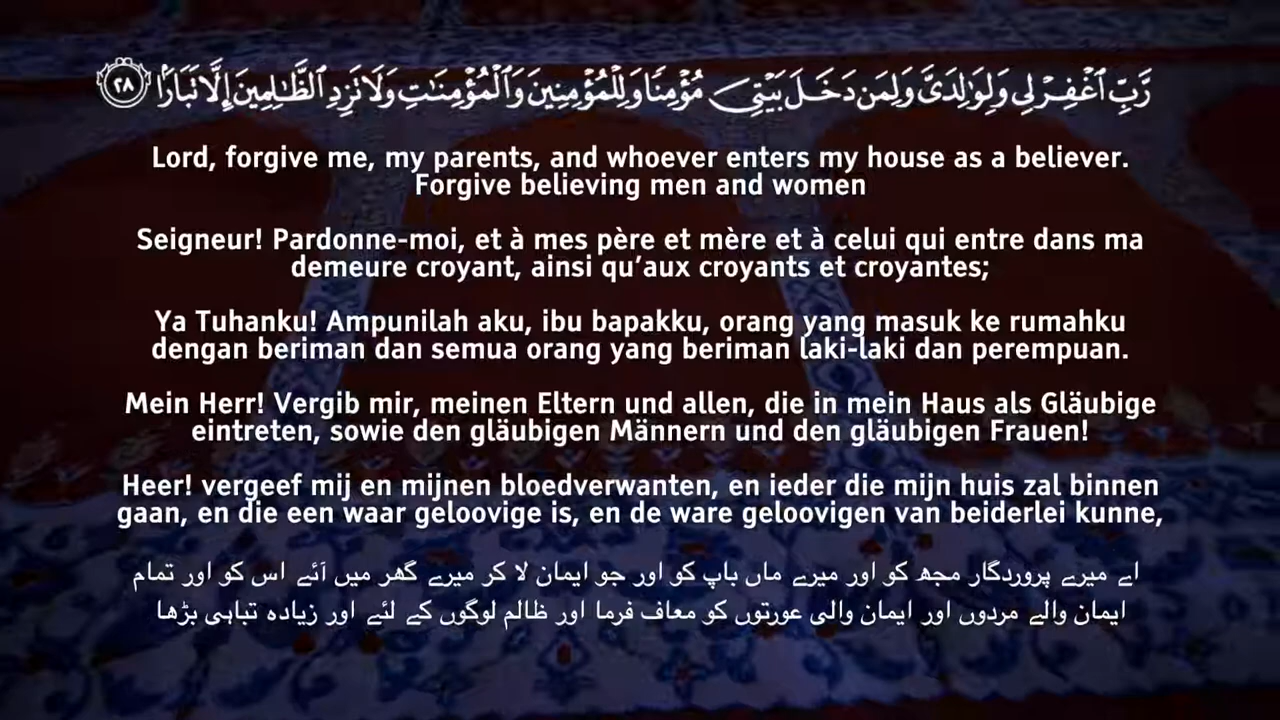 رَّبِّ ٱغْفِرْ لِى وَلِوَٰلِدَىَّ وَلِمَن دَخَلَ بَيْتِىَ مُؤْمِنًا وَلِلْمُؤْمِنِينَ وَٱلْمُؤْمِنَٰتِ وَلَا تَزِدِ ٱلظَّٰلِمِينَ إِلَّا تَبَارًۢا ٢٨
Lord, forgive me, my parents, and whoever enters my house as a believer.
Forgive believing men and women
Seigneur! Pardonne-moi, et à mes père et mère et à celui qui entre dans ma
demeure croyant, ainsi qu’aux croyants et croyantes;
Ya Tuhanku! Ampunilah aku, ibu bapakku, orang yang masuk ke rumahku
dengan beriman dan semua orang yang beriman laki-laki dan perempuan.
Mein Herr! Vergib mir, meinen Eltern und allen, die in mein Haus als Gläubige
eintreten, sowie den gläubigen Männern und den gläubigen Frauen!
Heer! vergeef mij en mijnen bloedverwanten, en ieder die mijn huis zal binnen
gaan, en die een waar geloovige is, en de ware geloovigen van beiderlei kunne,
اے میرے پروردگار مجھ کو اور میرے ماں باپ کو اور جو ایمان لا کر میرے گھر میں آئے اس کو اور تمام
ایمان والے مردوں اور ایمان والی عورتوں کو معاف فرما اور ظالم لوگوں کے لئے اور زیادہ تباہی بڑھا